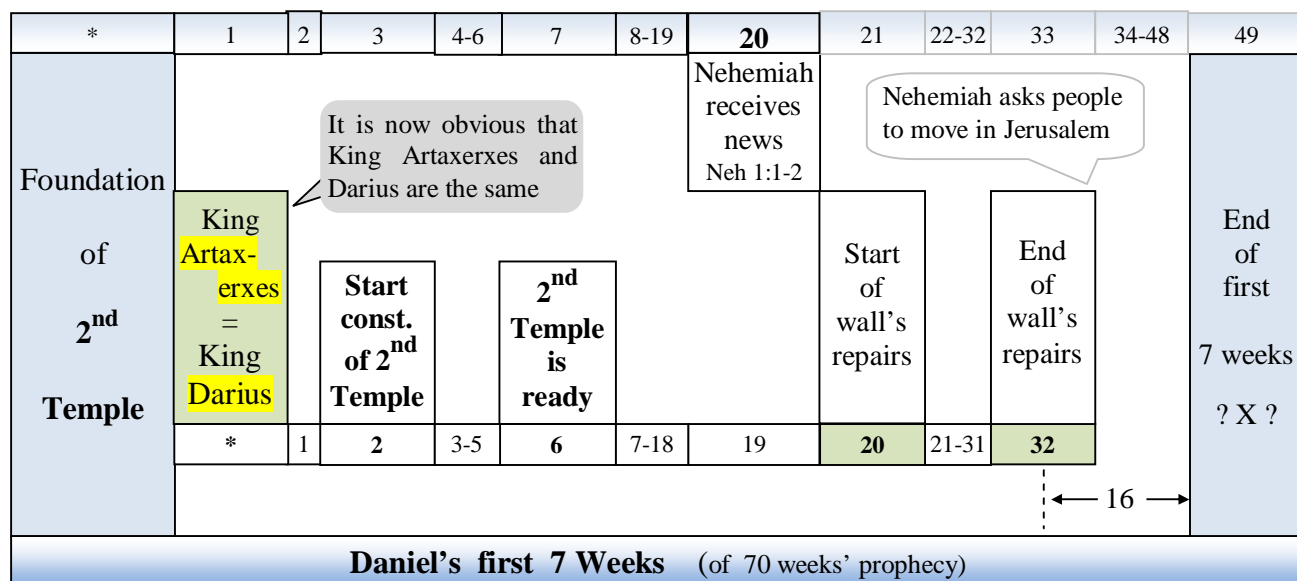 * 1 2 3 4-6 7 8-19 20 21 22-32 33 34-48 49
Foundation
of
2nd
Temple
King
Artax-
erxes
=
King
Darius
It is now obvious that
King Artaxerxes and
Darius are the same
Start
const.
of 2nd
Temple
2nd
Temple
is
ready
Nehemiah
receives
news
Neh 1:1-2
Start
of
wall's
repairs
Nehemiah asks people
to move in Jerusalem
End
of
wall's
repairs
End
of
first
7 weeks
? X ?
* 1 2 3-5 6 7-18 19 20 21-31 32
16
Daniel's first 7 Weeks (of 70 weeks' prophecy)